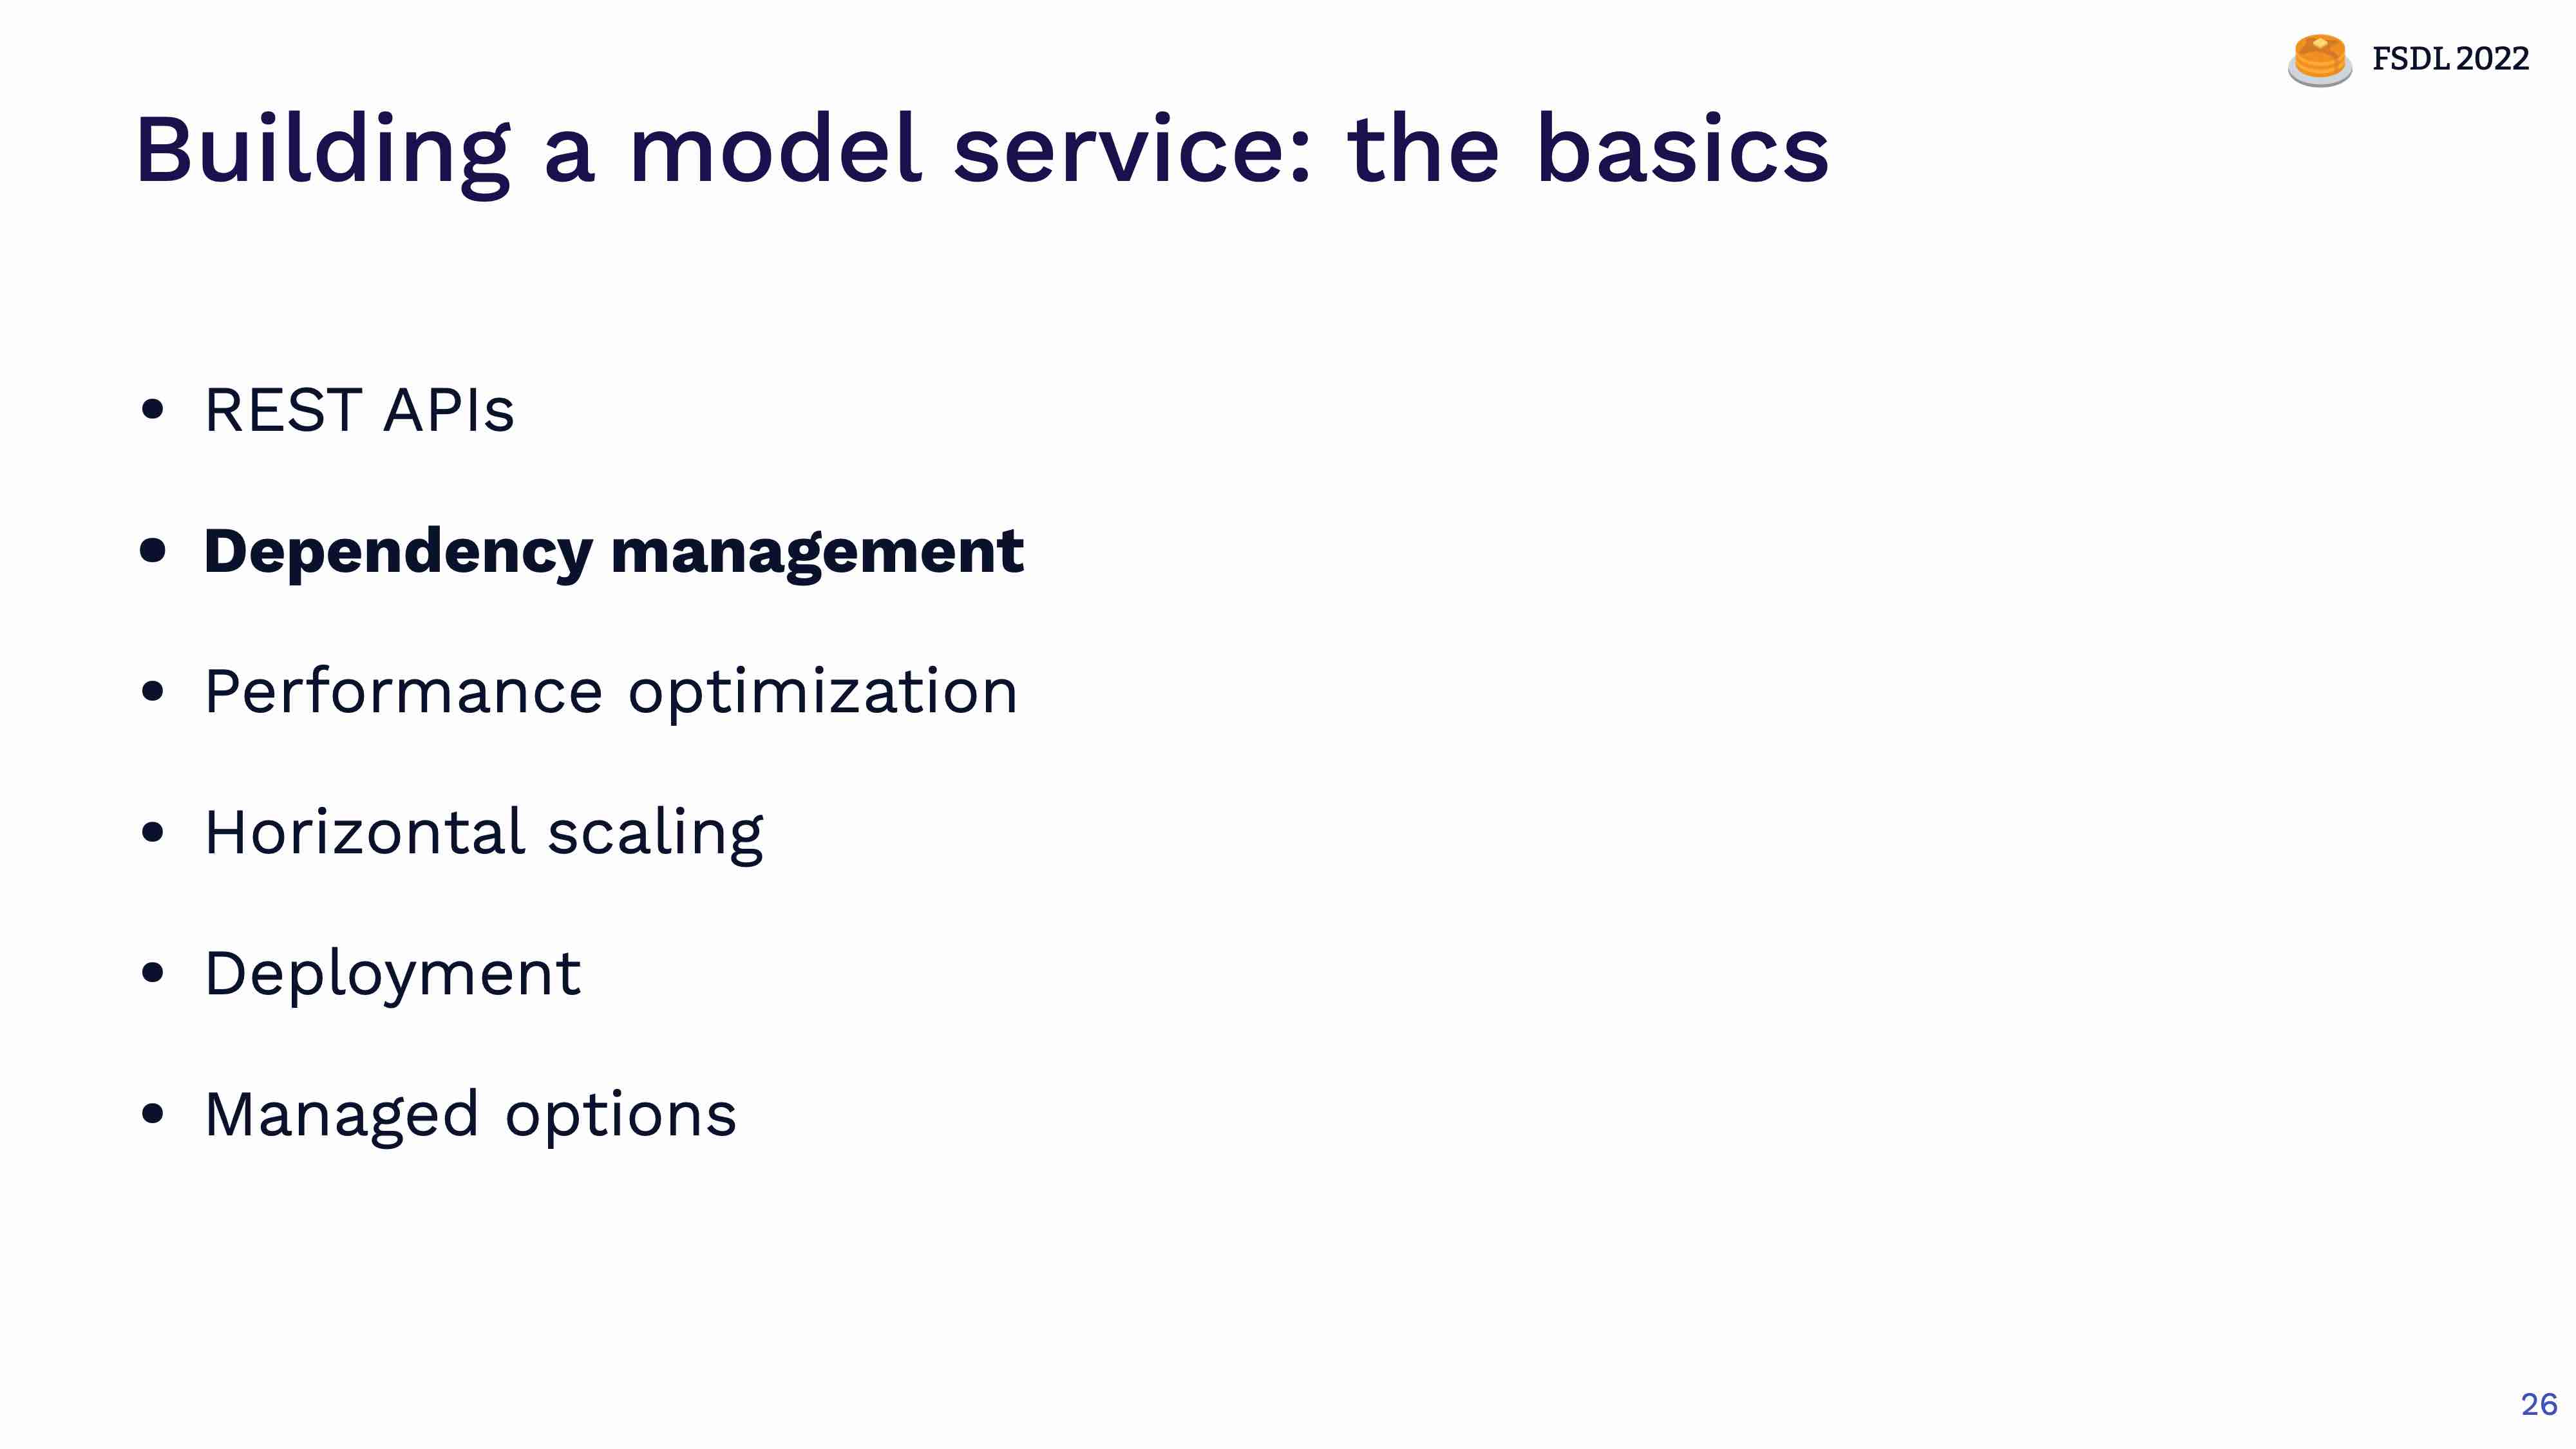 FSDL 2022
Building a model service: the basics
• REST APIs
• Dependency management
• Performance optimization
• Horizontal scaling
• Deployment
• Managed options
26